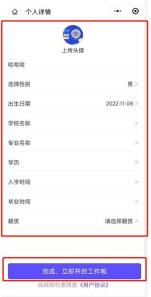 个人详情
上传头像
哈哈哈
选择性别 男 >
出生日期 2022-11-08 >
学校名称 >
专业名称 >
学历 >
入学时间 >
毕业时间 >
籍贯 请选择籍贯 >
完成，立即开启工作啦
完成即代表同意《用户协议》